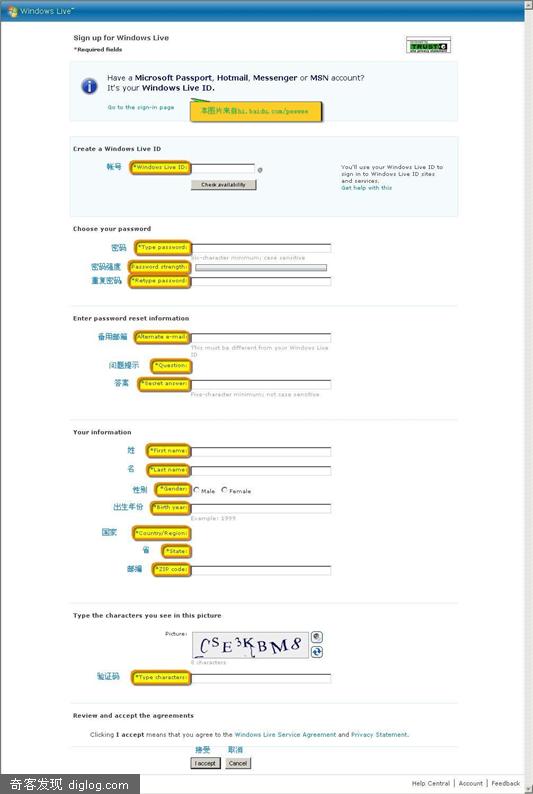 Windows Live™
Sign up for Windows Live
*Required fields
Have a Microsoft Passport, Hotmail, Messenger or MSN account?
It's your Windows Live ID.
Go to the sign-in page
本图片来自hi.baidu.com/peswee
Create a Windows Live ID
帐号 *Windows Live ID: @
Check availability
You'll use your Windows Live ID to
sign in to Windows Live ID sites
and services.
Get help with this
Choose your password
密码 *Type password:
Six-character minimum; case sensitive
密码强度 Password strength:
重复密码 *Retype password:
Enter password reset information
备用邮箱 Alternate e-mail:
This must be different from your Windows Live
ID
问题提示 *Question:
答案 *Secret answer:
Five-character minimum; not case sensitive
Your information
姓 *First name:
名 *Last name:
性别 *Gender: Male Female
出生年份 *Birth year:
Example: 1999
国家 *Country/Region:
省 *State:
邮编 *ZIP code:
Type the characters you see in this picture
Picture:
CSE3KBM8
8 characters
验证码 *Type characters:
Review and accept the agreements
Clicking I accept means that you agree to the Windows Live Service Agreement and Privacy Statement.
接受 取消
I accept Cancel
Help Central | Account | Feedback
奇客发现 diglog.com